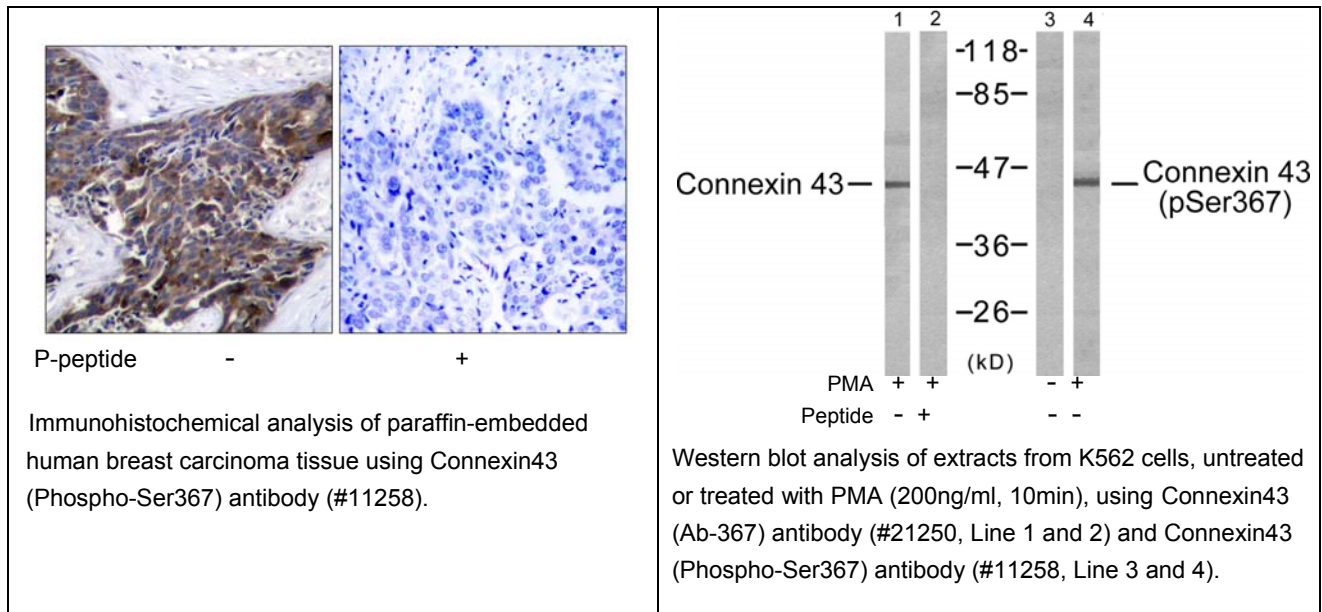 P-peptide - +
Immunohistochemical analysis of paraffin-embedded
human breast carcinoma tissue using Connexin43
(Phospho-Ser367) antibody (#11258).
1 2 3 4
-118-
-85-
-47-
Connexin 43
Connexin 43
(pSer367)
-36-
-26-
(kD)
PMA + + - +
Peptide - + - -
Western blot analysis of extracts from K562 cells, untreated
or treated with PMA (200ng/ml, 10min), using Connexin43
(Ab-367) antibody (#21250, Line 1 and 2) and Connexin43
(Phospho-Ser367) antibody (#11258, Line 3 and 4).